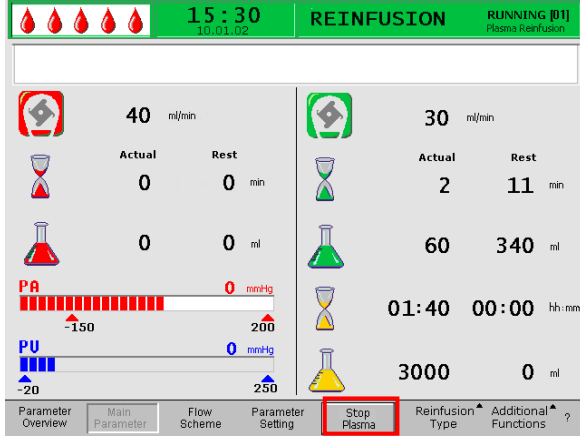 15:30
10.01.02
REINFUSION
RUNNING [01]
Plasma Reinfusion
40 ml/min
Actual Rest
0 0 min
0 0 ml
PA 0 mmHg
-150 200
PV 0 mmHg
-20 250
30 ml/min
Actual Rest
2 11 min
60 340 ml
01:40 00:00 hh:mm
3000 0 ml
Parameter Overview
Main Parameter
Flow Scheme
Parameter Setting
Stop Plasma
Reinfusion Type
Additional Functions
?